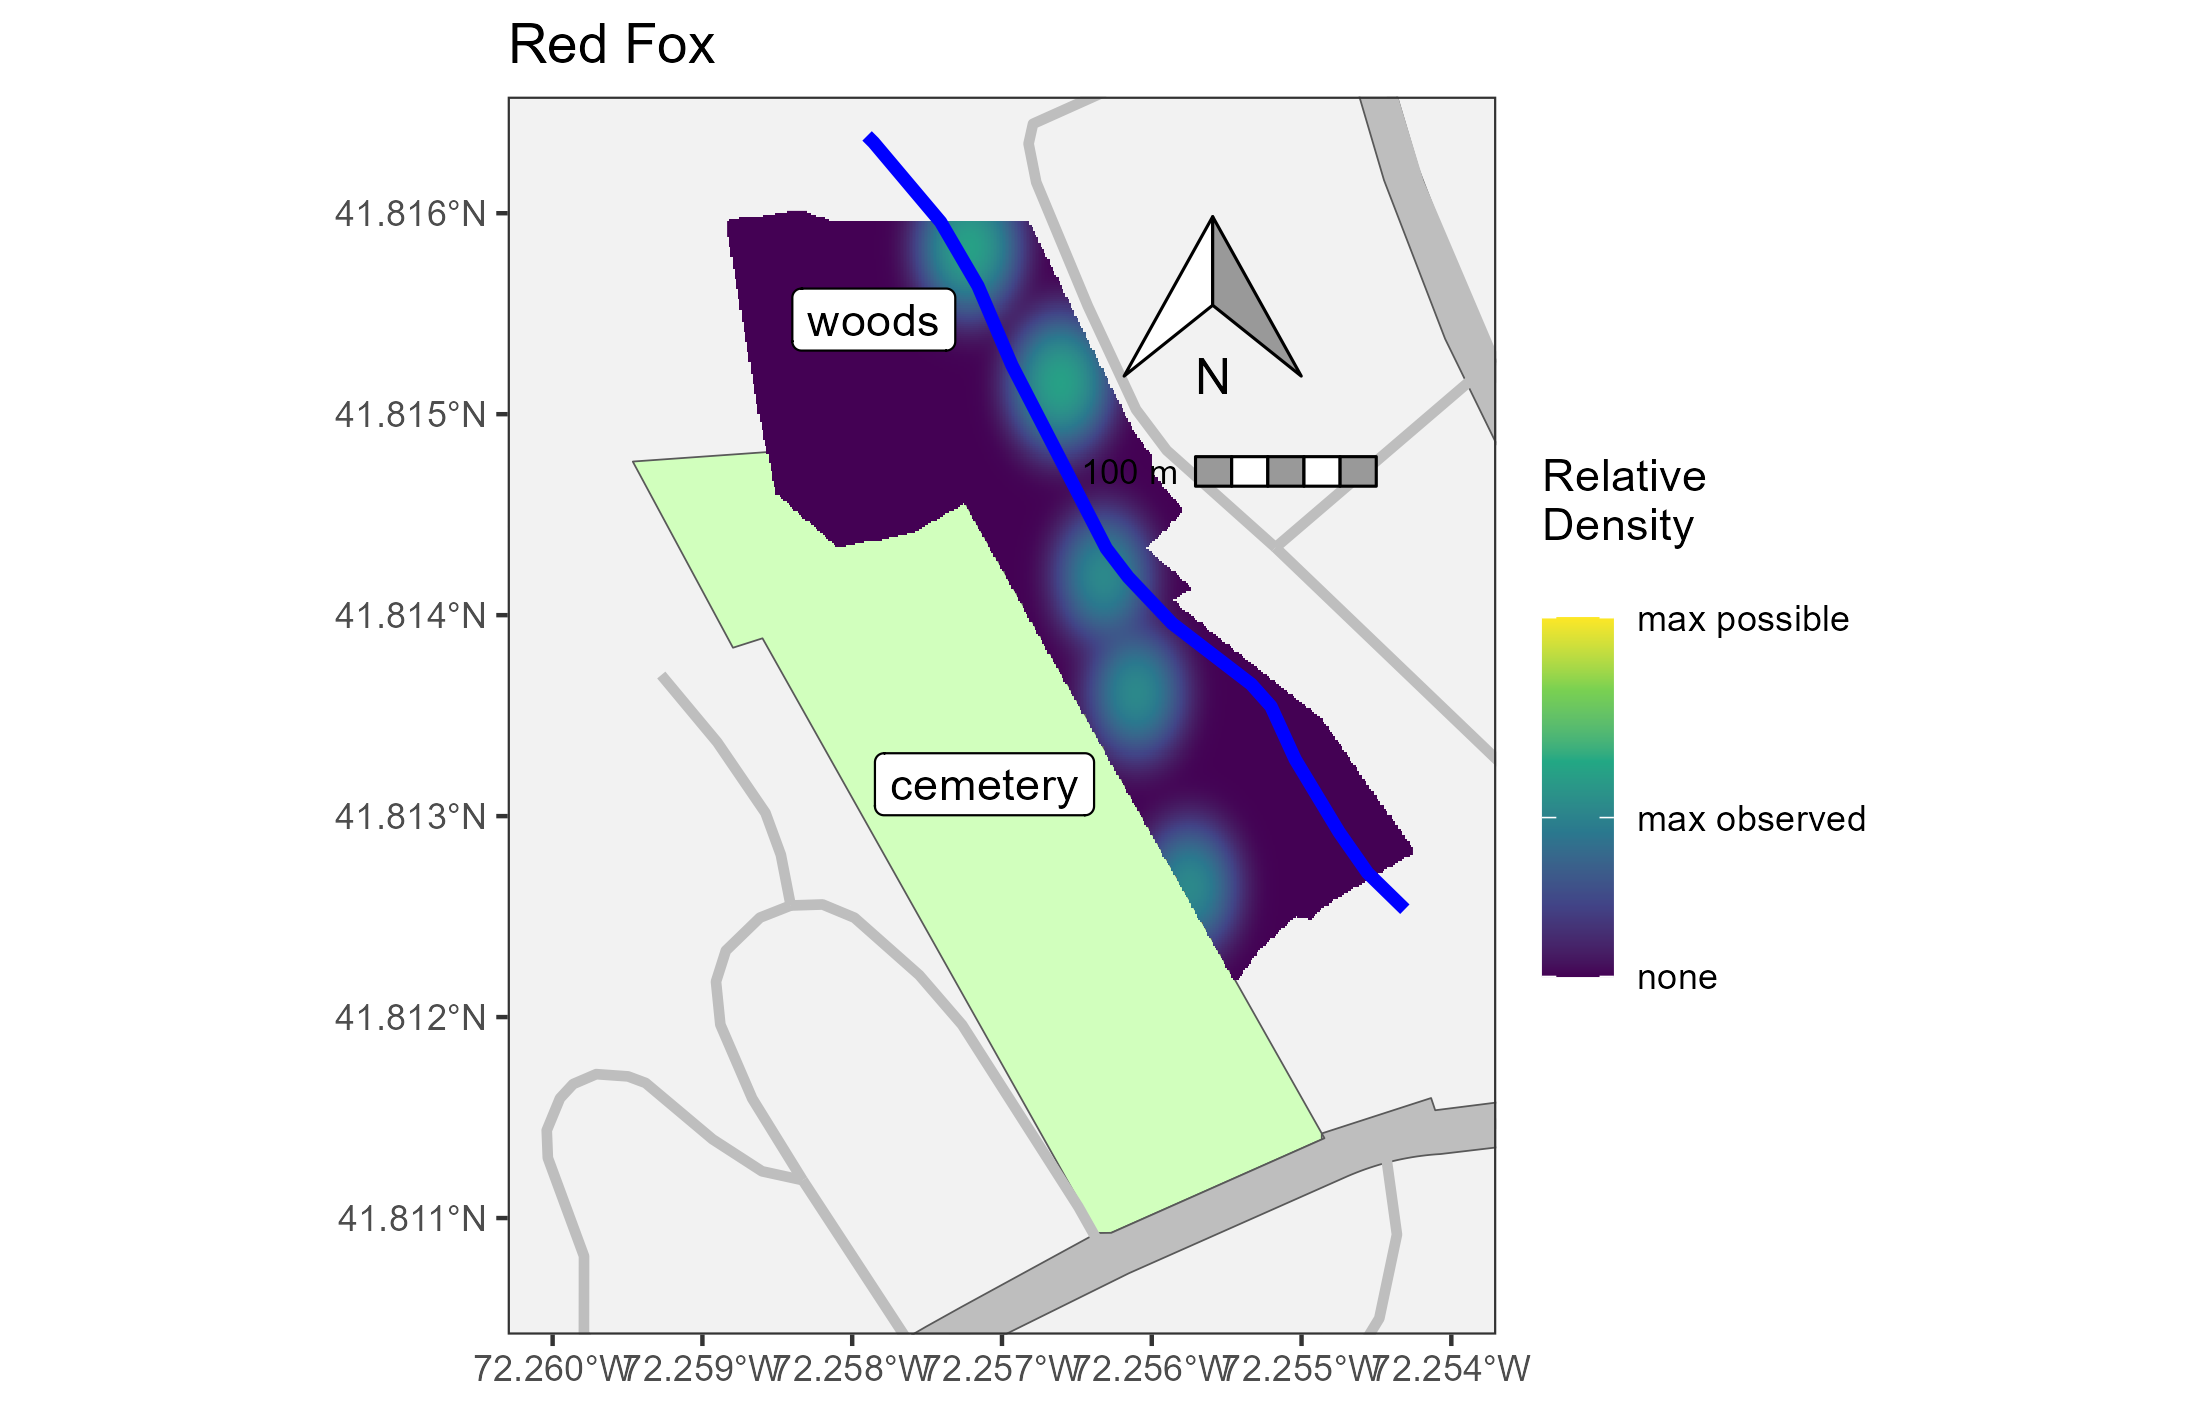 Red Fox
41.816°N
41.815°N
41.814°N
41.813°N
41.812°N
41.811°N
woods
N
100 m
cemetery
72.260°W
72.259°W
72.258°W
72.257°W
72.256°W
72.255°W
72.254°W
Relative
Density
max possible
max observed
none